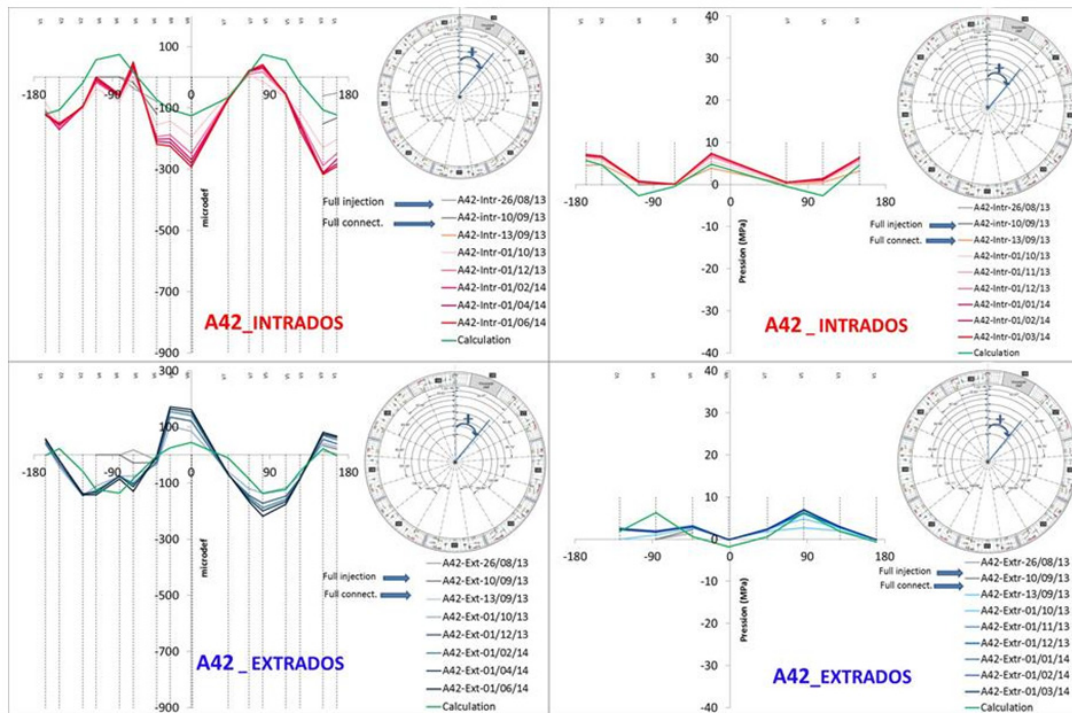 100
-180
-90
0
90
180
-100
-300
-500
-700
-900
microdef
Full injection
Full connect.
A42-Intr-26/08/13
A42-intr-10/09/13
A42-Intr-13/09/13
A42-Intr-01/10/13
A42-Intr-01/12/13
A42-Intr-01/02/14
A42-Intr-01/04/14
A42-Intr-01/06/14
Calculation
A42_INTRADOS
40
30
20
10
0
-10
-20
-30
-40
-180
-90
0
90
180
Pression (MPa)
Full injection
Full connect.
A42-Intr-26/08/13
A42-intr-10/09/13
A42-Intr-13/09/13
A42-Intr-01/10/13
A42-Intr-01/11/13
A42-Intr-01/12/13
A42-Intr-01/01/14
A42-Intr-01/02/14
A42-Intr-01/03/14
Calculation
A42_ INTRADOS
300
100
-180
-90
0
90
180
-100
-300
-500
-700
-900
microdef
Full injection
Full connect.
A42-Ext-26/08/13
A42-Ext-10/09/13
A42-Ext-13/09/13
A42-Ext-01/10/13
A42-Ext-01/12/13
A42-Ext-01/02/14
A42-Ext-01/04/14
A42-Ext-01/06/14
Calculation
A42 _ EXTRADOS
40
30
20
10
0
-10
-20
-30
-40
-180
-90
0
90
180
Pression (MPa)
Full injection
Full connect.
A42-Extr-26/08/13
A42-Extr-10/09/13
A42-Extr-13/09/13
A42-Extr-01/10/13
A42-Extr-01/11/13
A42-Extr-01/12/13
A42-Extr-01/01/14
A42-Extr-01/02/14
A42-Extr-01/03/14
Calculation
A42_EXTRADOS